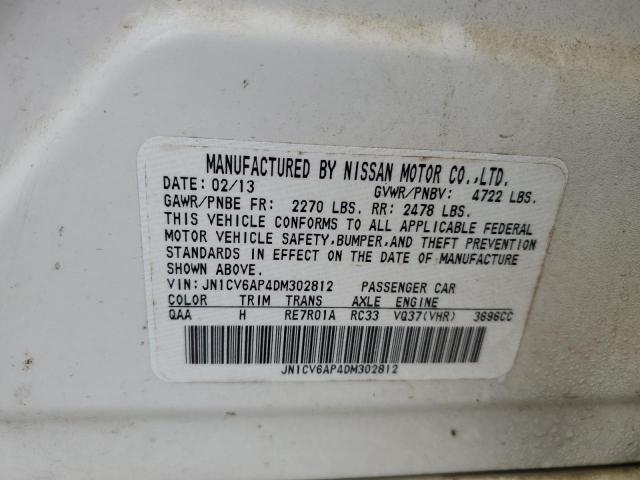 MANUFACTURED BY NISSAN MOTOR CO.,LTD.
DATE: 02/13 GVWR/PNBV: 4722 LBS.
GAWR/PNBE FR: 2270 LBS. RR: 2478 LBS.
THIS VEHICLE CONFORMS TO ALL APPLICABLE FEDERAL
MOTOR VEHICLE SAFETY,BUMPER,AND THEFT PREVENTION
STANDARDS IN EFFECT ON THE DATE OF MANUFACTURE
SHOWN ABOVE.
VIN: JN1CV6AP4DM302812 PASSENGER CAR
COLOR TRIM TRANS AXLE ENGINE
QAA H RE7R01A RC33 VQ37(VHR) 3696CC
JN1CV6AP4DM302812